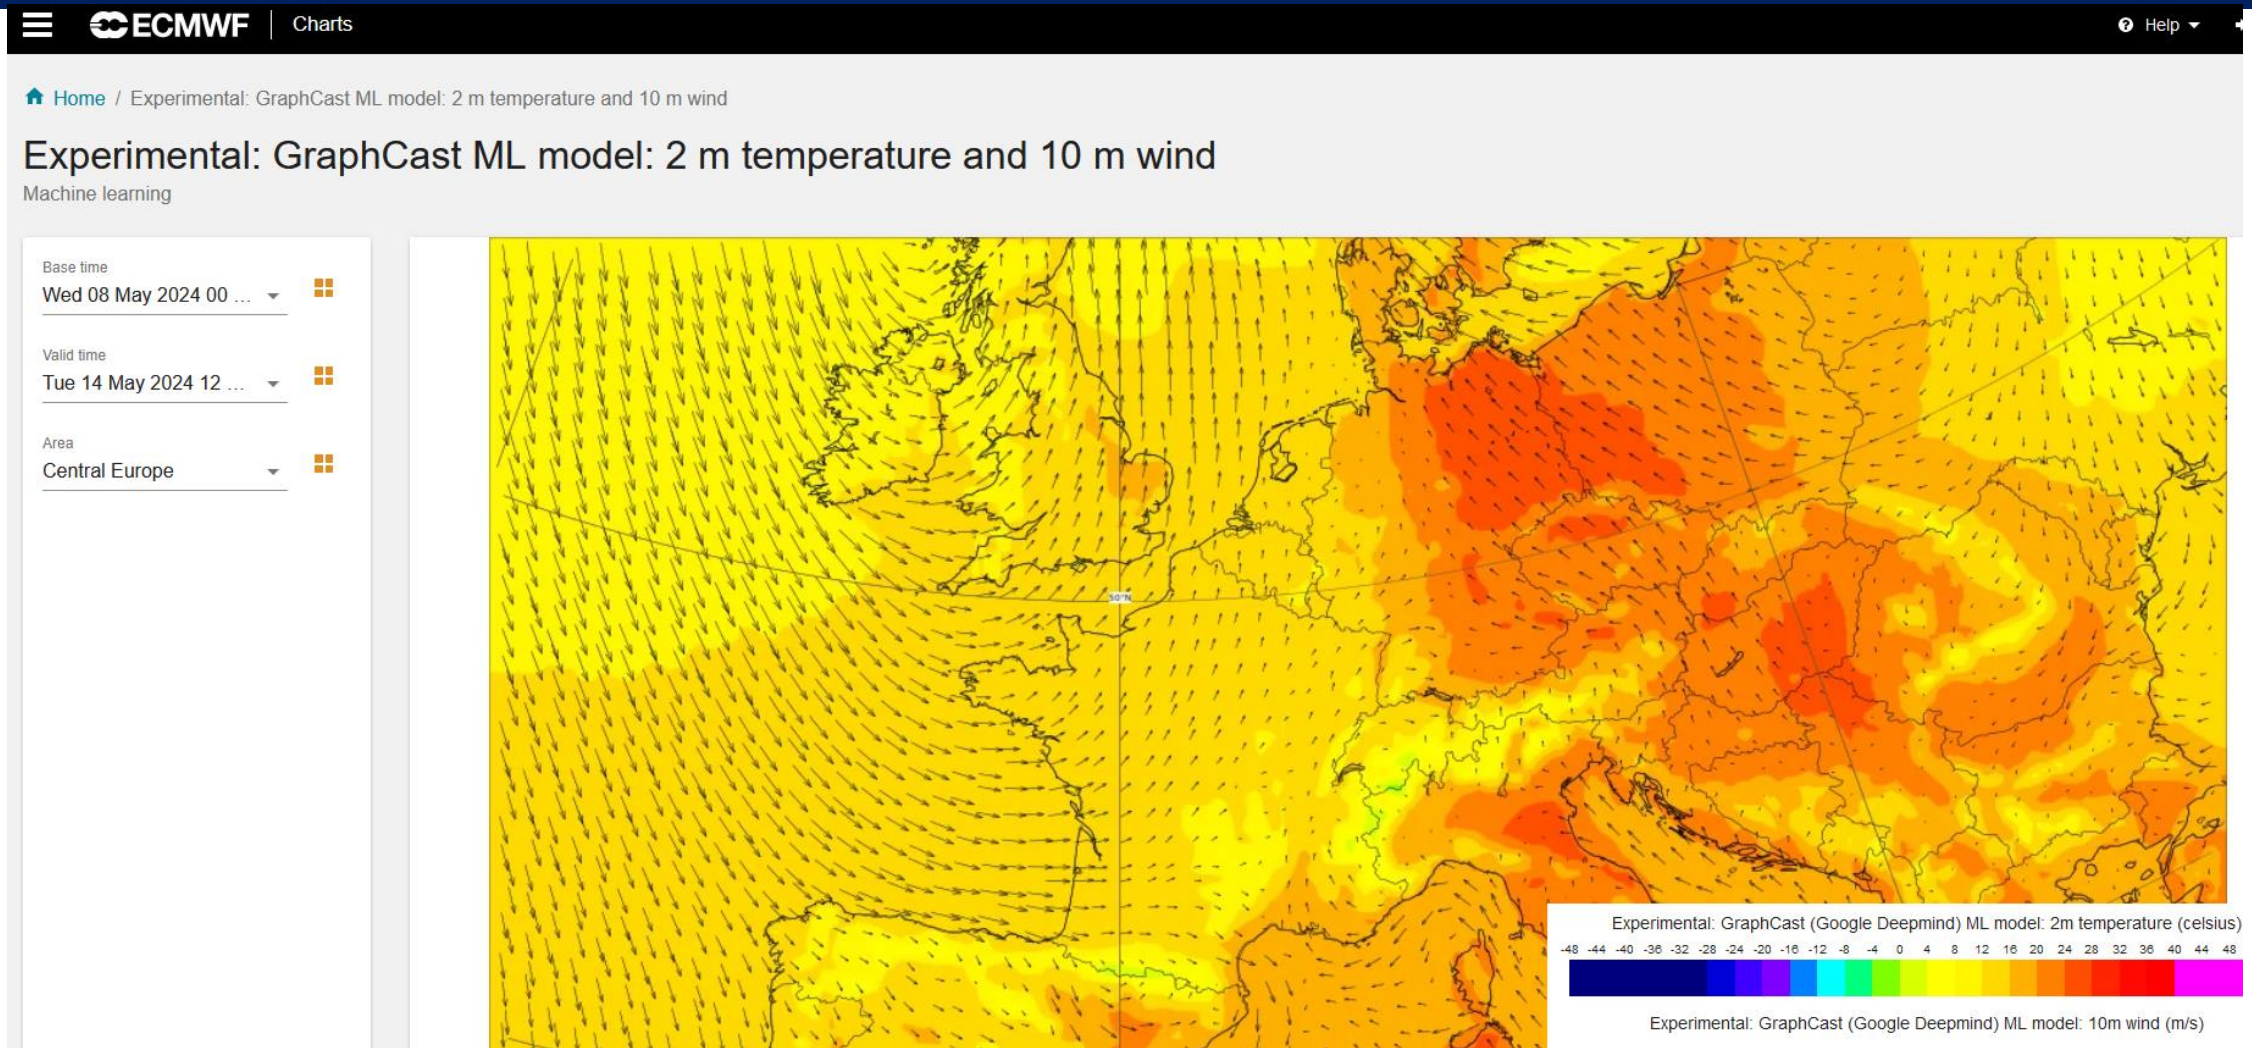 ECMWF Charts Help
Home / Experimental: GraphCast ML model: 2 m temperature and 10 m wind
Experimental: GraphCast ML model: 2 m temperature and 10 m wind
Machine learning
Base time
Wed 08 May 2024 00 ...
Valid time
Tue 14 May 2024 12 ...
Area
Central Europe
50°N
Experimental: GraphCast (Google Deepmind) ML model: 2m temperature (celsius)
-48 -44 -40 -36 -32 -28 -24 -20 -16 -12 -8 -4 0 4 8 12 16 20 24 28 32 36 40 44 48
Experimental: GraphCast (Google Deepmind) ML model: 10m wind (m/s)